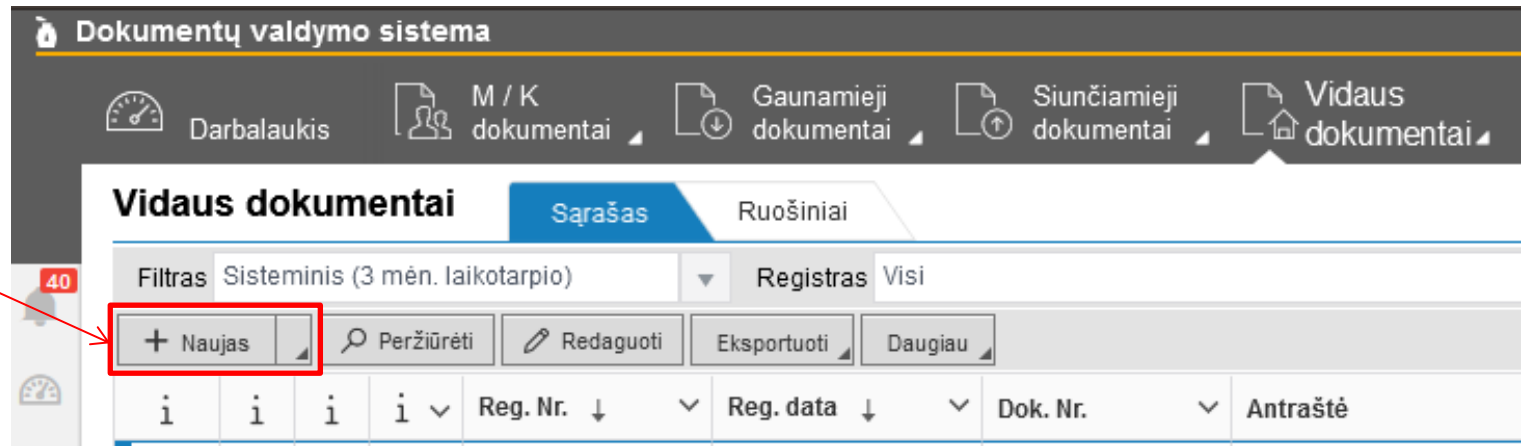 Dokumentų valdymo sistema
Darbalaukis
M / K
dokumentai
Gaunamieji
dokumentai
Siunčiamieji
dokumentai
Vidaus
dokumentai
Vidaus dokumentai
Sąrašas
Ruošiniai
40
Filtras Sisteminis (3 mėn. laikotarpio) Registras Visi
+ Naujas Peržiūrėti Redaguoti Eksportuoti Daugiau
i i i i Reg. Nr. ↓ Reg. data ↓ Dok. Nr. Antraštė